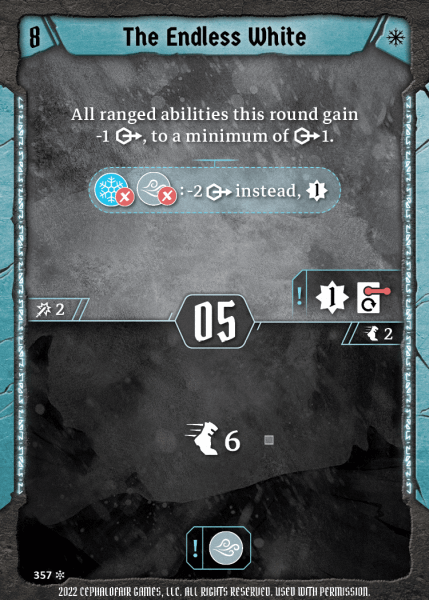 8 The Endless White
All ranged abilities this round gain
-1 , to a minimum of 1.
: -2 instead, 1
! 1
2
05
2
6
!
357
2022 CEPHALOFAIR GAMES, LLC. ALL RIGHTS RESERVED. USED WITH PERMISSION.